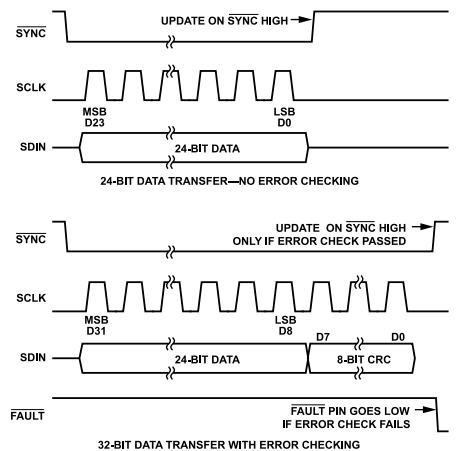 UPDATE ON SYNC HIGH
SYNC
SCLK
MSB
D23
LSB
D0
SDIN
24-BIT DATA
24-BIT DATA TRANSFER—NO ERROR CHECKING
SYNC
UPDATE ON SYNC HIGH
ONLY IF ERROR CHECK PASSED
SCLK
MSB
D31
LSB
D8
D7
D0
SDIN
24-BIT DATA
8-BIT CRC
FAULT
FAULT PIN GOES LOW
IF ERROR CHECK FAILS
32-BIT DATA TRANSFER WITH ERROR CHECKING